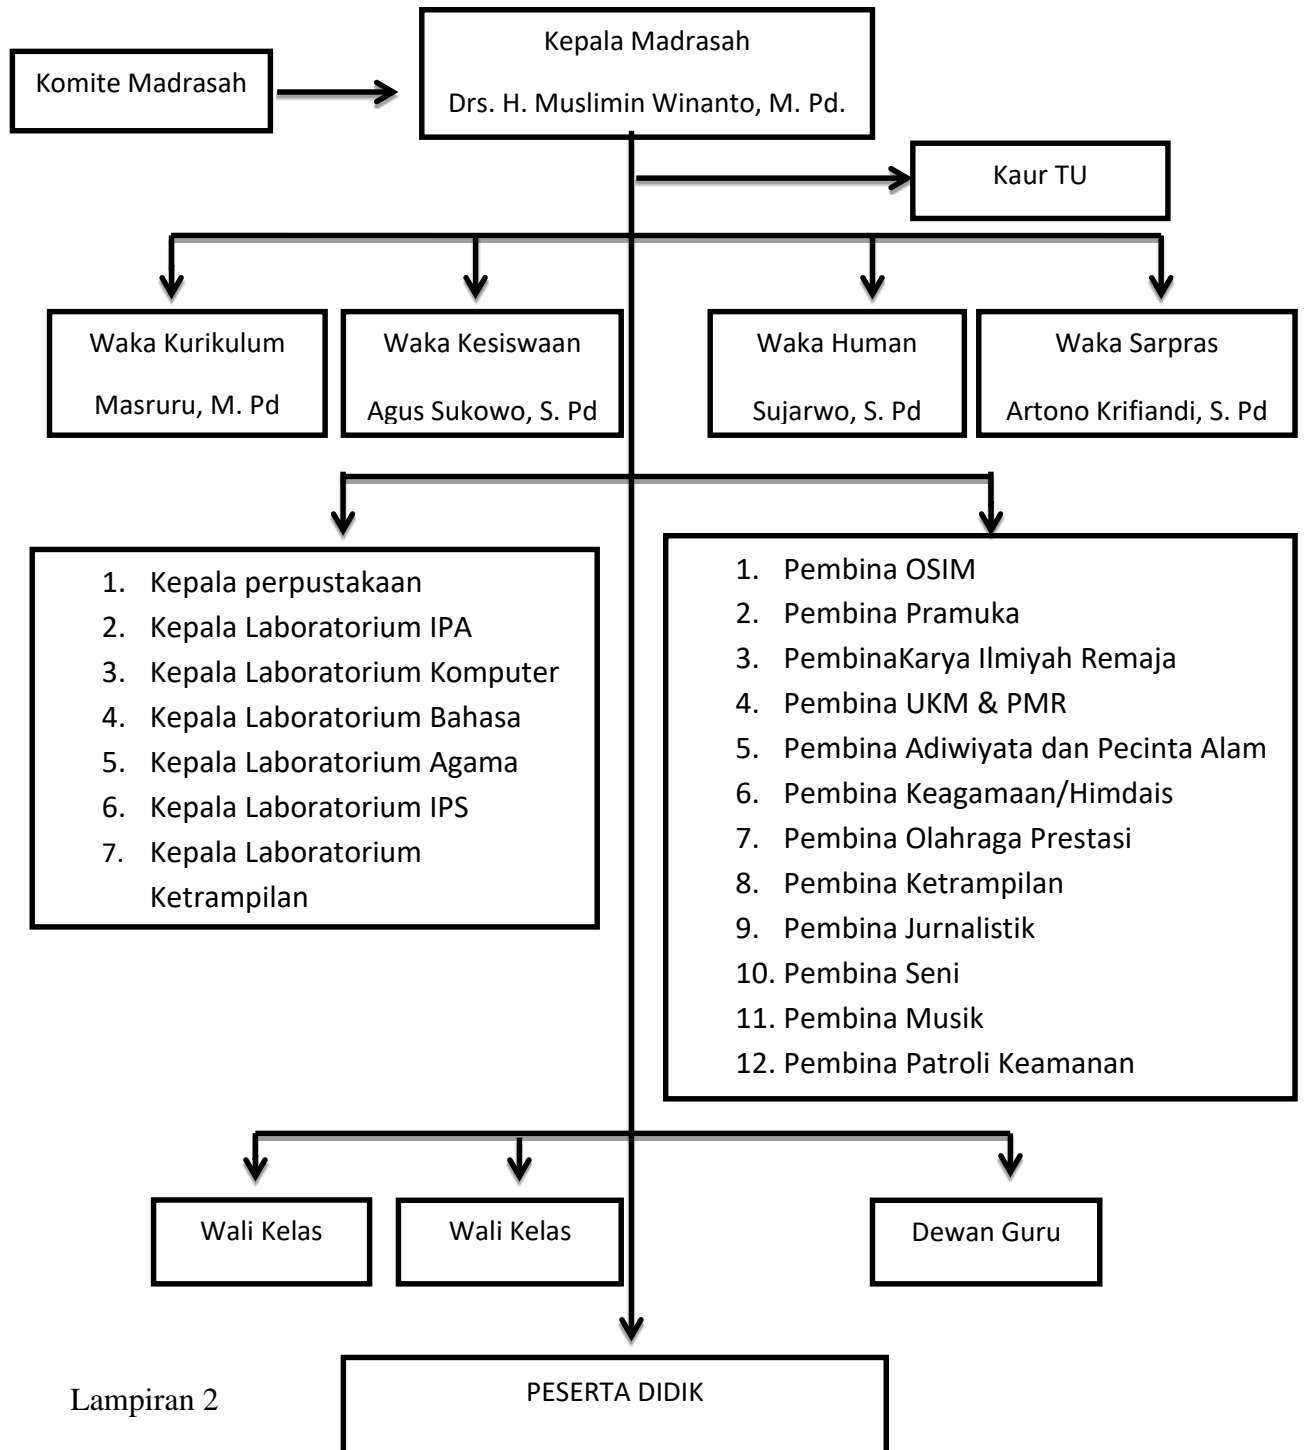 Kepala Madrasah
Komite Madrasah
Drs. H. Muslimin Winanto, M. Pd.
Kaur TU
Waka Kurikulum
Masruru, M. Pd
Waka Kesiswaan
Agus Sukowo, S. Pd
Waka Human
Sujarwo, S. Pd
Waka Sarpras
Artono Krifiandi, S. Pd
1. Kepala perpustakaan
2. Kepala Laboratorium IPA
3. Kepala Laboratorium Komputer
4. Kepala Laboratorium Bahasa
5. Kepala Laboratorium Agama
6. Kepala Laboratorium IPS
7. Kepala Laboratorium
Ketrampilan
1. Pembina OSIM
2. Pembina Pramuka
3. PembinaKarya Ilmiyah Remaja
4. Pembina UKM & PMR
5. Pembina Adiwiyata dan Pecinta Alam
6. Pembina Keagamaan/Himdais
7. Pembina Olahraga Prestasi
8. Pembina Ketrampilan
9. Pembina Jurnalistik
10. Pembina Seni
11. Pembina Musik
12. Pembina Patroli Keamanan
Wali Kelas
Wali Kelas
Dewan Guru
PESERTA DIDIK
Lampiran 2